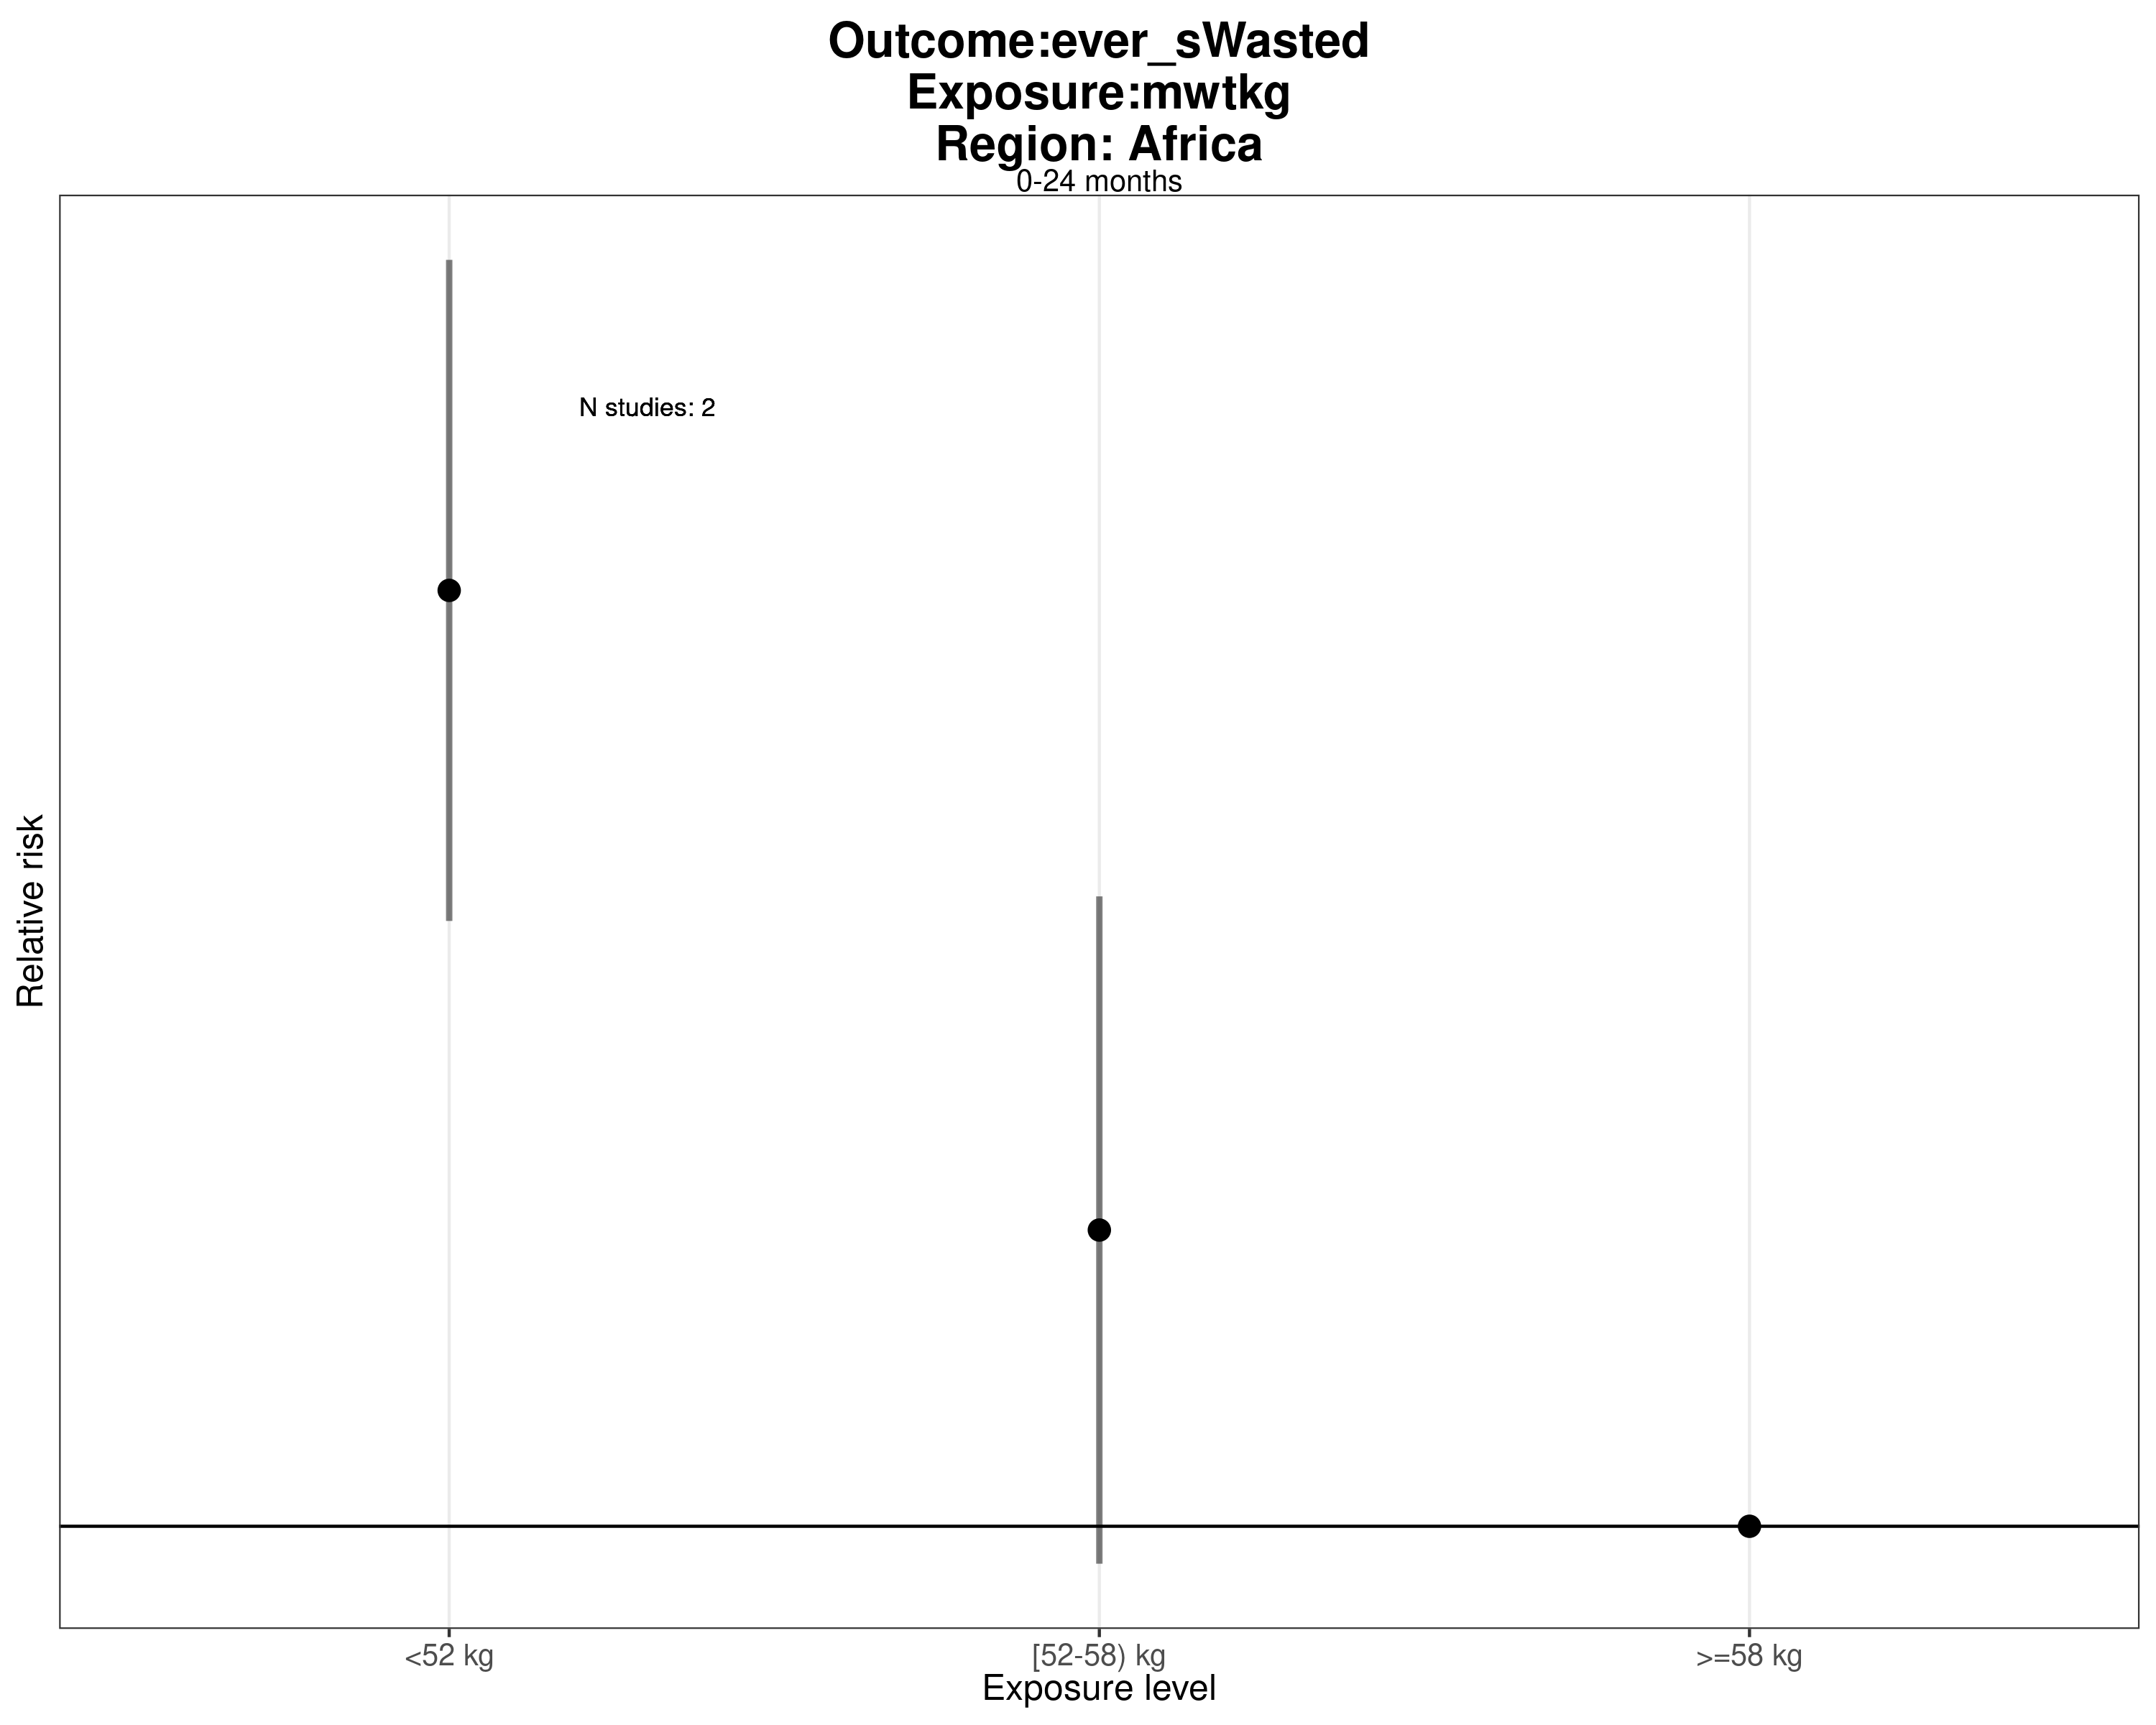 Outcome:ever_sWasted
Exposure:mwtkg
Region: Africa
0-24 months
N studies: 2
Relative risk
<52 kg
[52-58) kg
>=58 kg
Exposure level